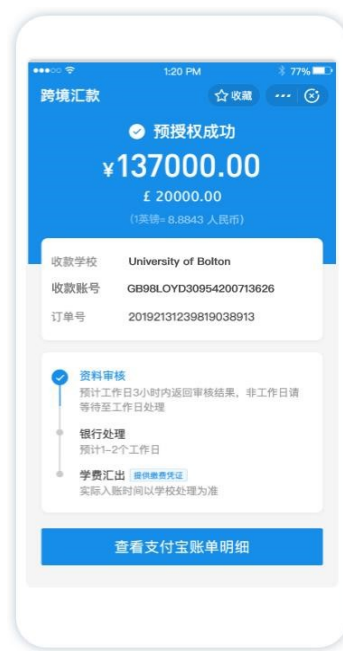 1:20 PM
77%
跨境汇款
收藏
预授权成功
¥137000.00
£ 20000.00
(1英镑= 8.8843 人民币)
收款学校 University of Bolton
收款账号 GB98LOYD30954200713626
订单号 20192131239819038913
资料审核
预计工作日3小时内返回审核结果，非工作日请
等待至工作日处理
银行处理
预计1-2个工作日
学费汇出 提供缴费凭证
实际入账时间以学校处理为准
查看支付宝账单明细